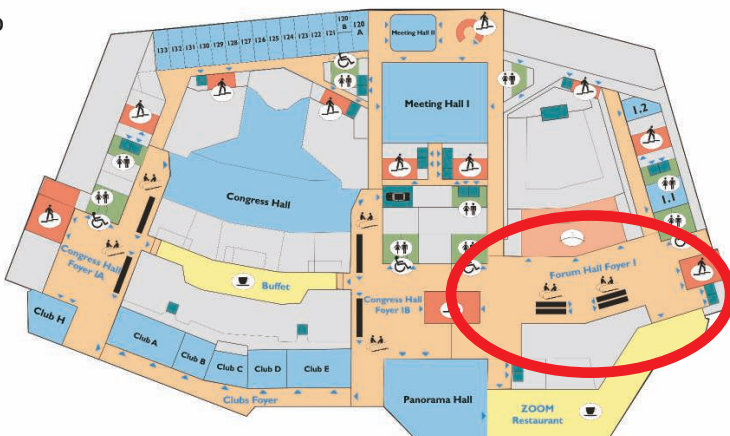 133 132 131 130 129 128 127 126 125 124 123 122 121 120 B 120 A
Meeting Hall II
Meeting Hall I
1.2
1.1
Congress Hall
Congress Hall
Foyer 1A
Buffet
Forum Hall Foyer I
Congress Hall
Foyer 1B
Club H
Club A
Club B
Club C
Club D
Club E
Clubs Foyer
Panorama Hall
ZOOM
Restaurant